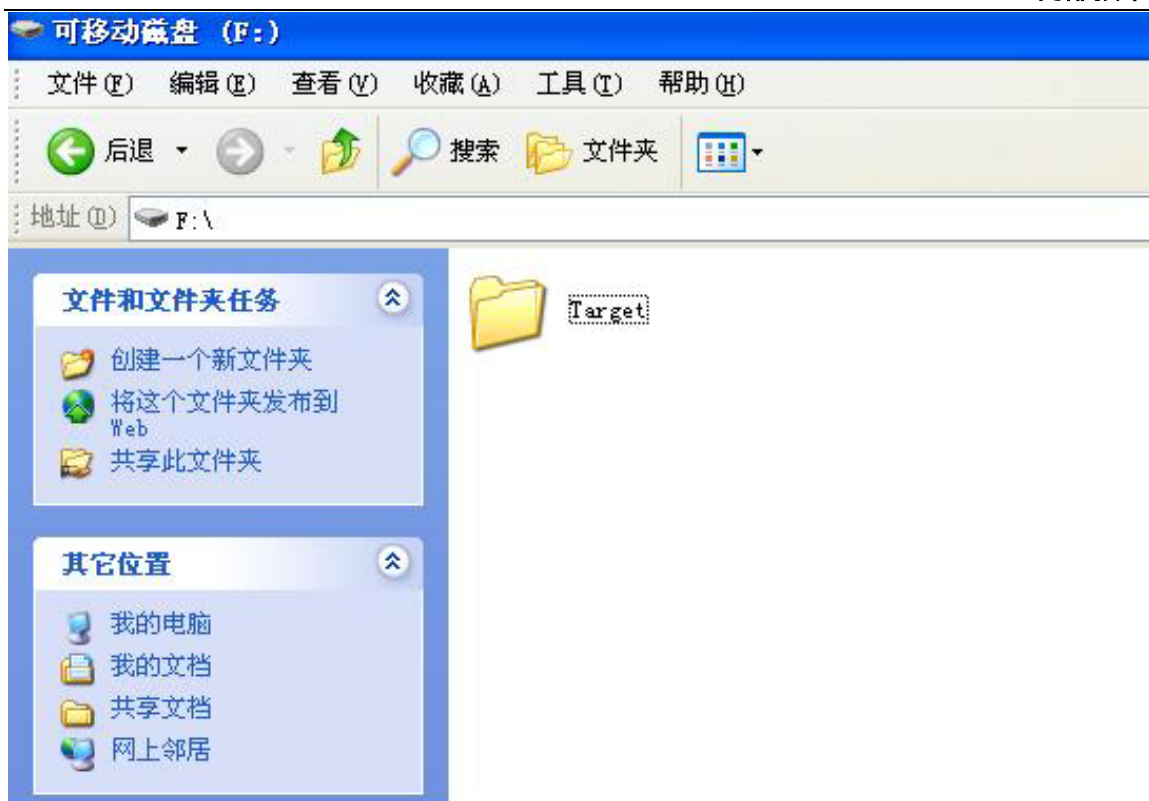 可移动磁盘 (F:)
文件(F) 编辑(E) 查看(V) 收藏(A) 工具(T) 帮助(H)
后退 搜索 文件夹
地址(D) F:\
文件和文件夹任务
Target
创建一个新文件夹
将这个文件夹发布到
Web
共享此文件夹
其它位置
我的电脑
我的文档
共享文档
网上邻居